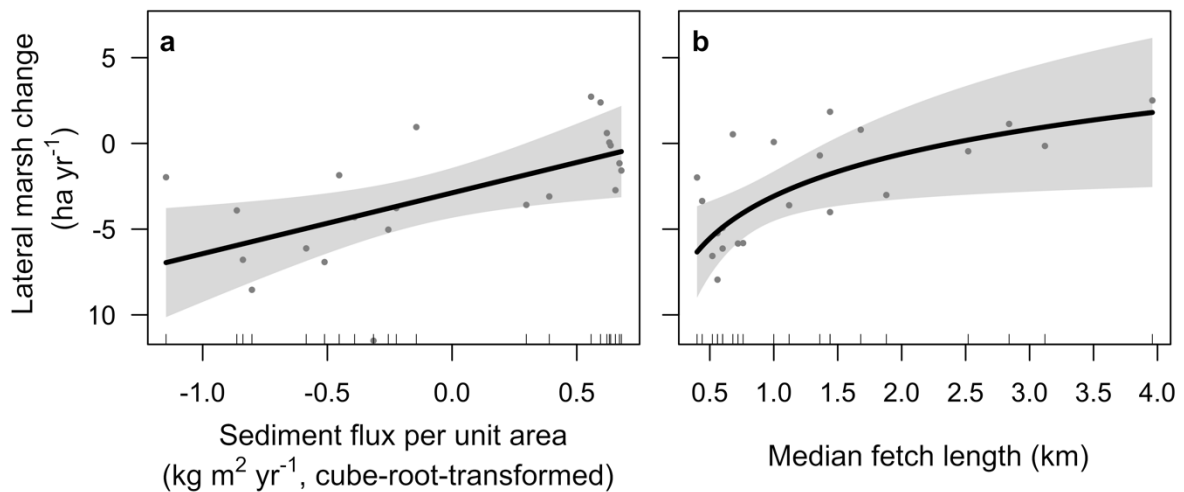 a
b
Lateral marsh change
(ha yr⁻¹)
5
0
-5
10
-1.0 -0.5 0.0 0.5
0.5 1.0 1.5 2.0 2.5 3.0 3.5 4.0
Sediment flux per unit area
(kg m² yr⁻¹, cube-root-transformed)
Median fetch length (km)